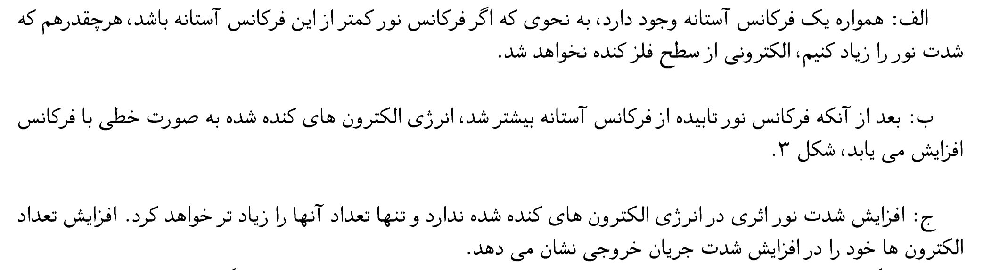 الف: همواره یک فرکانس آستانه وجود دارد، به نحوی که اگر فرکانس نور کمتر از این فرکانس آستانه باشد، هرچقدرهم که
شدت نور را زیاد کنیم، الکترونی از سطح فلز کنده نخواهد شد.
ب: بعد از آنکه فرکانس نور تابیده از فرکانس آستانه بیشتر شد، انرژی الکترون های کنده شده به صورت خطی با فرکانس
افزایش می یابد، شکل ۳.
ج: افزایش شدت نور اثری در انرژی الکترون های کنده شده ندارد و تنها تعداد آنها را زیاد تر خواهد کرد. افزایش تعداد
الکترون ها خود را در افزایش شدت جریان خروجی نشان می دهد.